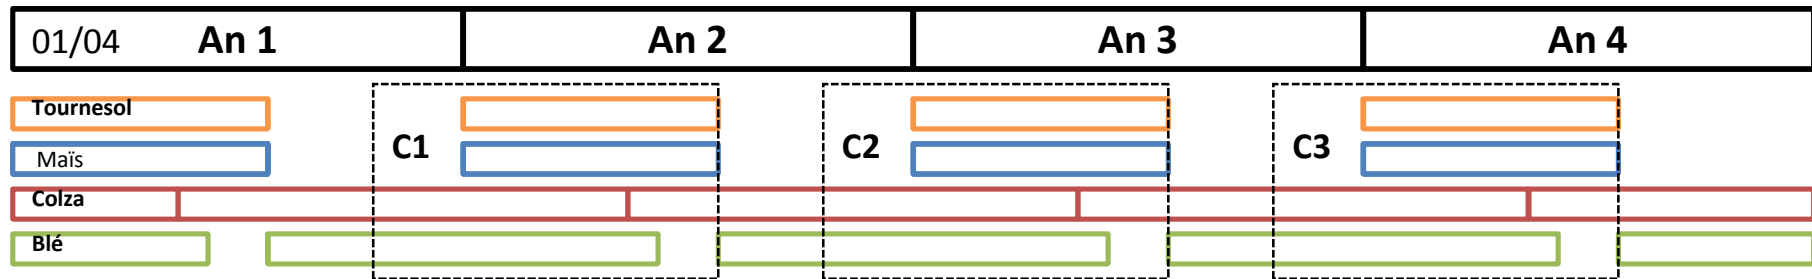 01/04 An 1 An 2 An 3 An 4
Tournesol
Maïs C1 C2 C3
Colza
Blé